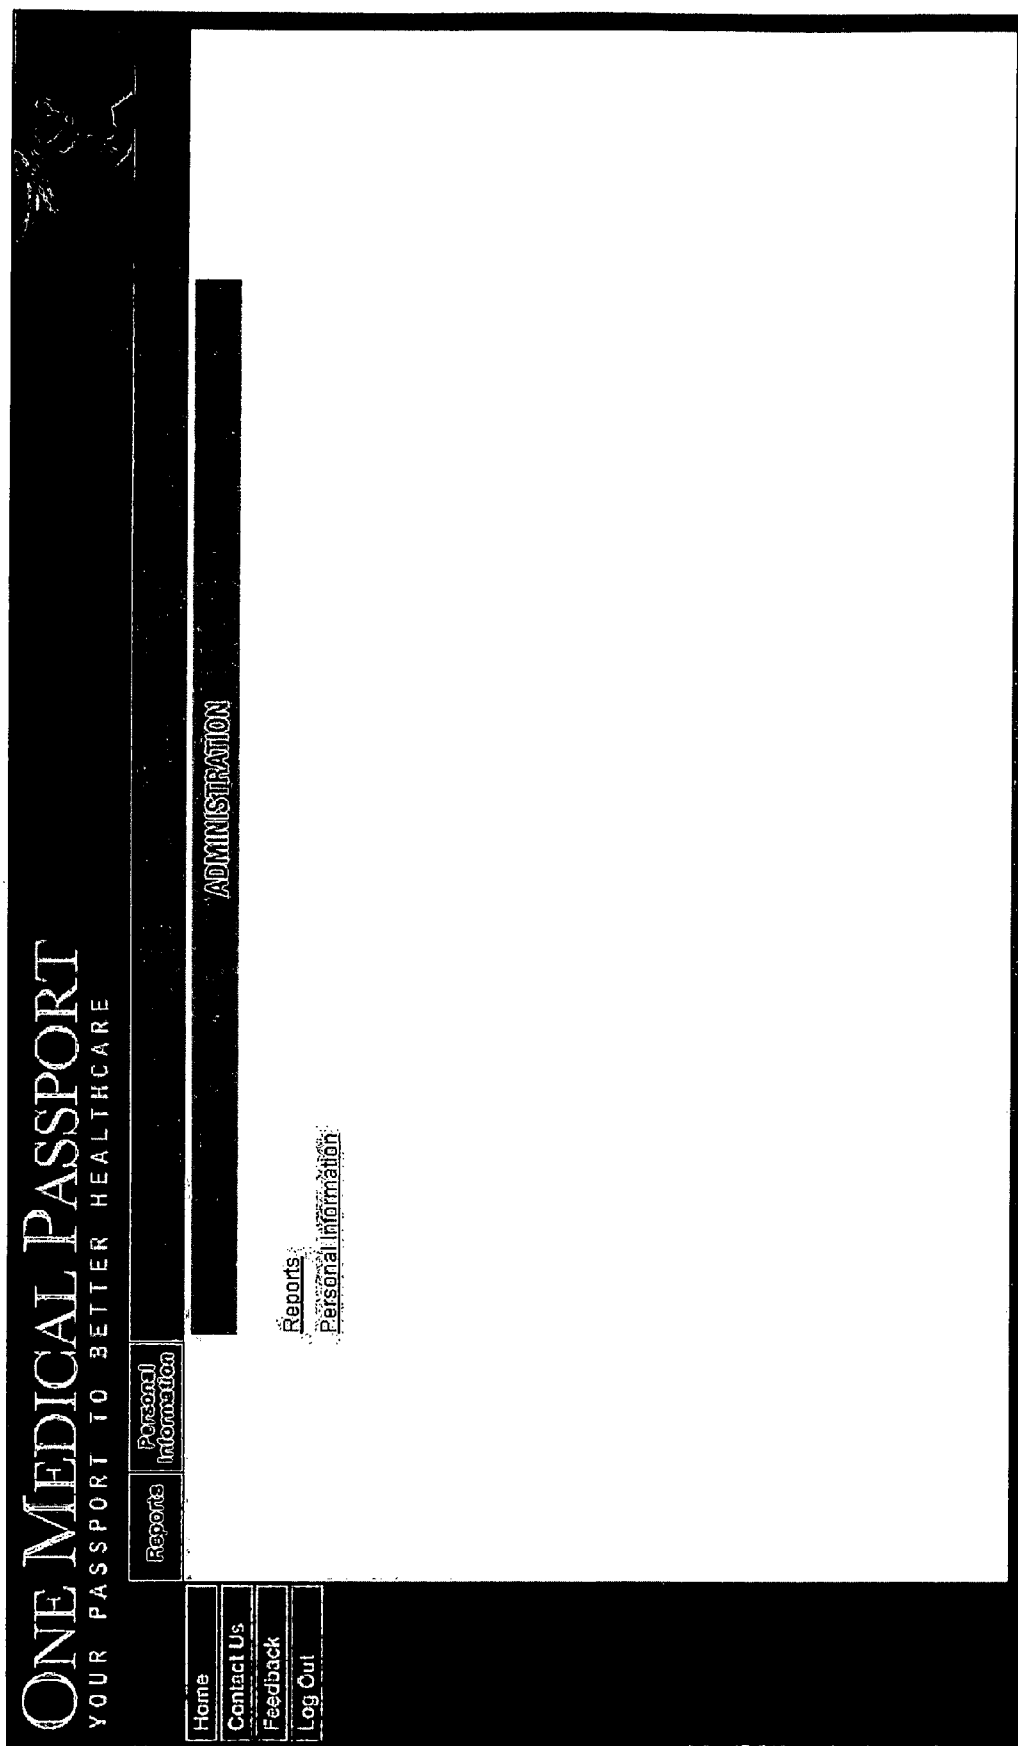 ONE MEDICAL PASSPORT
YOUR PASSPORT TO BETTER HEALTHCARE
Reports
Personal
Information
Home
Contact Us
Feedback
Log Out
ADMINISTRATION
Reports
Personal Information